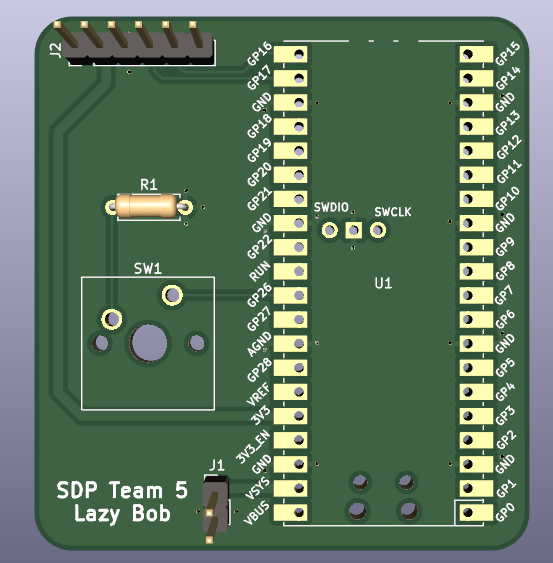 J2
R1
SW1
J1
SDP Team 5
Lazy Bob
GP16
GP17
GND
GP18
GP19
GP20
GP21
GND
GP22
RUN
GP26
GP27
AGND
GP28
VREF
3V3
3V3_EN
GND
VSYS
VBUS
SWDIO
SWCLK
U1
GP15
GP14
GND
GP13
GP12
GP11
GP10
GND
GP9
GP8
GP7
GP6
GND
GP5
GP4
GP3
GP2
GND
GP1
GP0